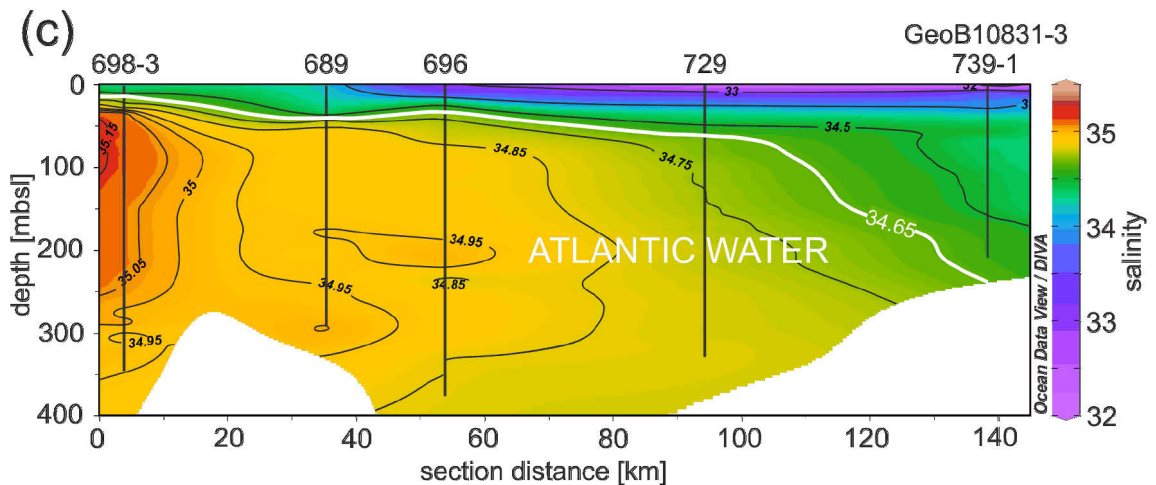 (c)
GeoB10831-3
698-3 689 696 729 739-1
0
100
200
300
400
depth [mbsl]
33
32
3
34.5
35.15
34.85
34.75
35
34.65
34.95
ATLANTIC WATER
35.05
34.85
34.95
34.95
0 20 40 60 80 100 120 140
section distance [km]
Ocean Data View / DIVA
35
34
33
32
salinity